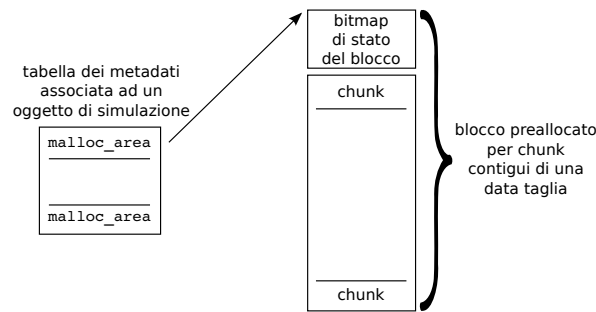 tabella dei metadati
associata ad un
oggetto di simulazione
malloc_area
malloc_area
bitmap
di stato
del blocco
chunk
chunk
blocco preallocato
per chunk
contigui di una
data taglia